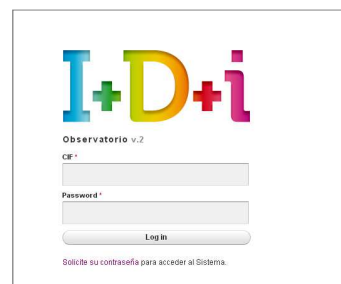 I+D+i
Observatorio v.2
CIF *
Password *
Log in
Solicite su contraseña para acceder al Sistema.